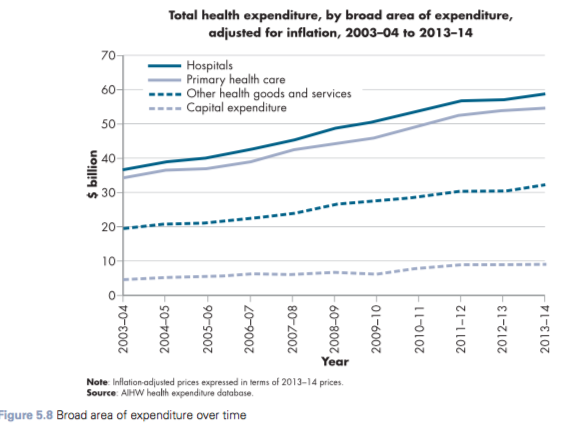 Total health expenditure, by broad area of expenditure,
adjusted for inflation, 2003–04 to 2013–14
70
60
50
40
30
20
10
0
$ billion
Hospitals
Primary health care
Other health goods and services
Capital expenditure
2003–04
2004–05
2005–06
2006–07
2007–08
2008–09
2009–10
2010–11
2011–12
2012–13
2013–14
Year
Note: Inflation-adjusted prices expressed in terms of 2013–14 prices.
Source: AIHW health expenditure database.
Figure 5.8 Broad area of expenditure over time